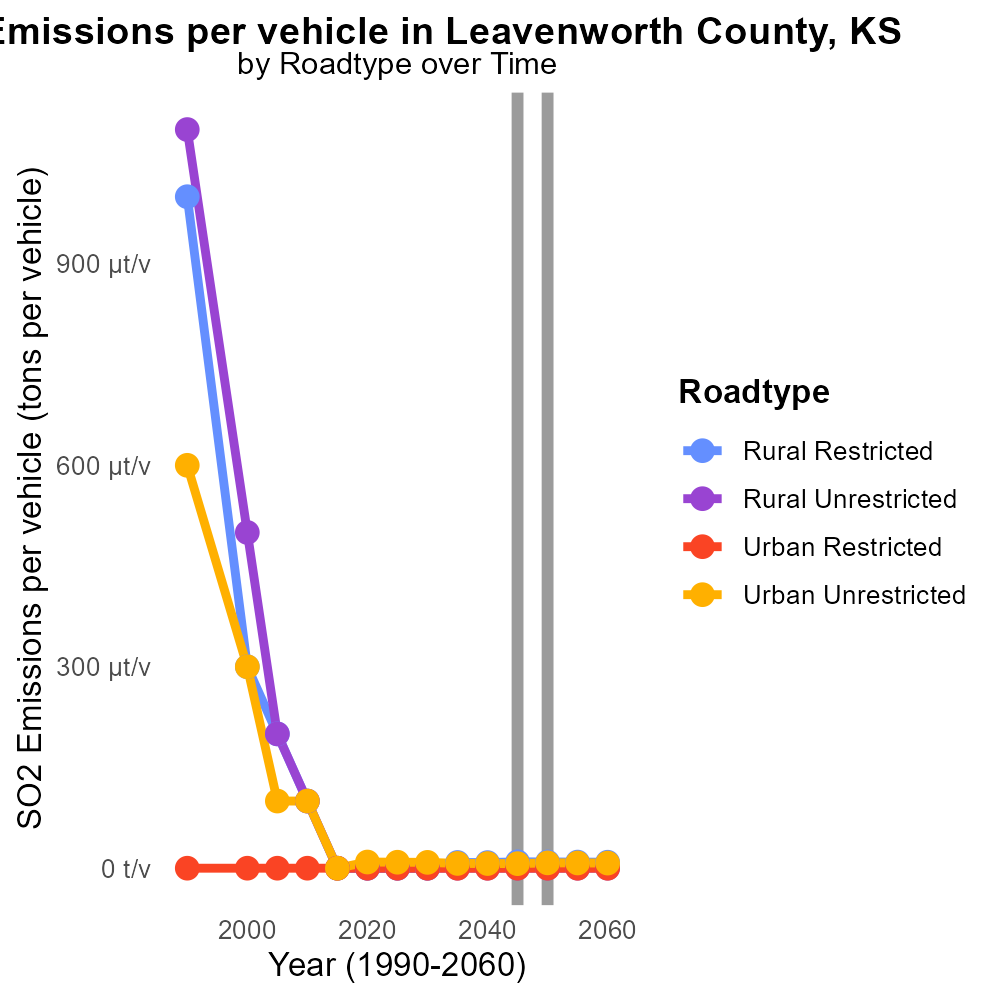 Emissions per vehicle in Leavenworth County, KS
by Roadtype over Time
SO2 Emissions per vehicle (tons per vehicle)
900 µt/v
600 µt/v
300 µt/v
0 t/v
2000 2020 2040 2060
Year (1990-2060)
Roadtype
Rural Restricted
Rural Unrestricted
Urban Restricted
Urban Unrestricted